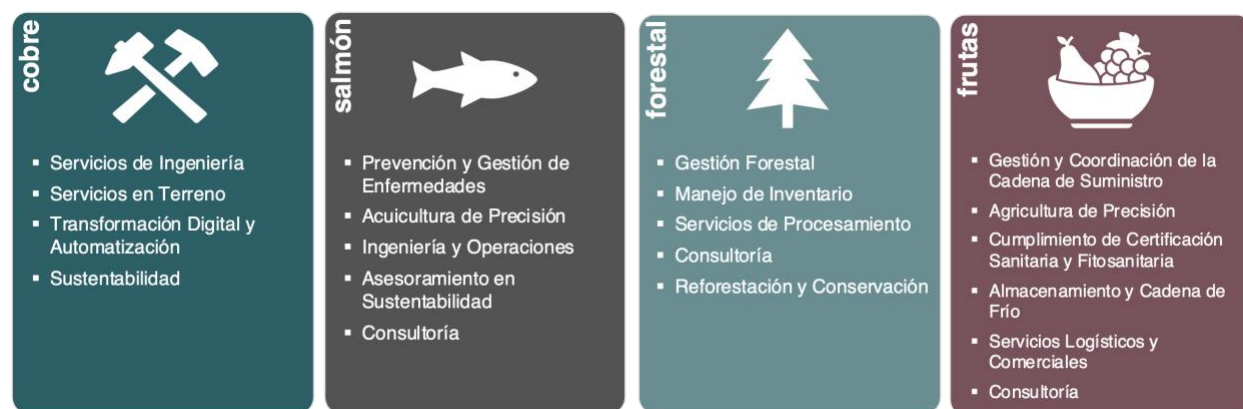 cobre
▪ Servicios de Ingeniería
▪ Servicios en Terreno
▪ Transformación Digital y
Automatización
▪ Sustentabilidad
salmón
▪ Prevención y Gestión de
Enfermedades
▪ Acuicultura de Precisión
▪ Ingeniería y Operaciones
▪ Asesoramiento en
Sustentabilidad
▪ Consultoría
forestal
▪ Gestión Forestal
▪ Manejo de Inventario
▪ Servicios de Procesamiento
▪ Consultoría
▪ Reforestación y Conservación
frutas
▪ Gestión y Coordinación de la
Cadena de Suministro
▪ Agricultura de Precisión
▪ Cumplimiento de Certificación
Sanitaria y Fitosanitaria
▪ Almacenamiento y Cadena de
Frío
▪ Servicios Logísticos y
Comerciales
▪ Consultoría